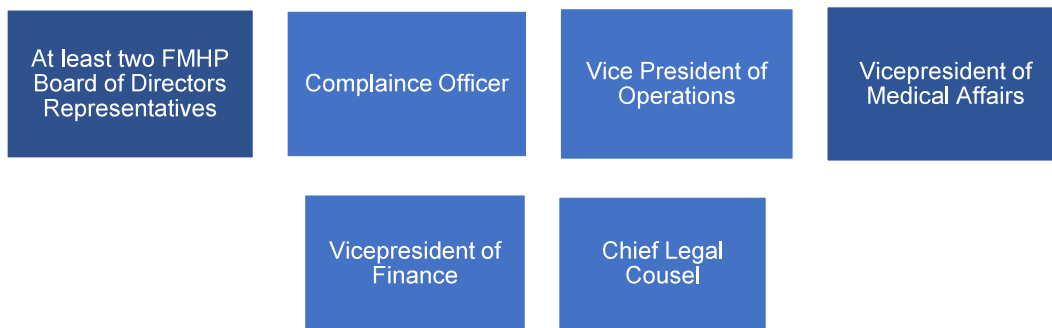 At least two FMHP
Board of Directors
Representatives
Complaince Officer
Vice President of
Operations
Vicepresident of
Medical Affairs
Vicepresident of
Finance
Chief Legal
Cousel